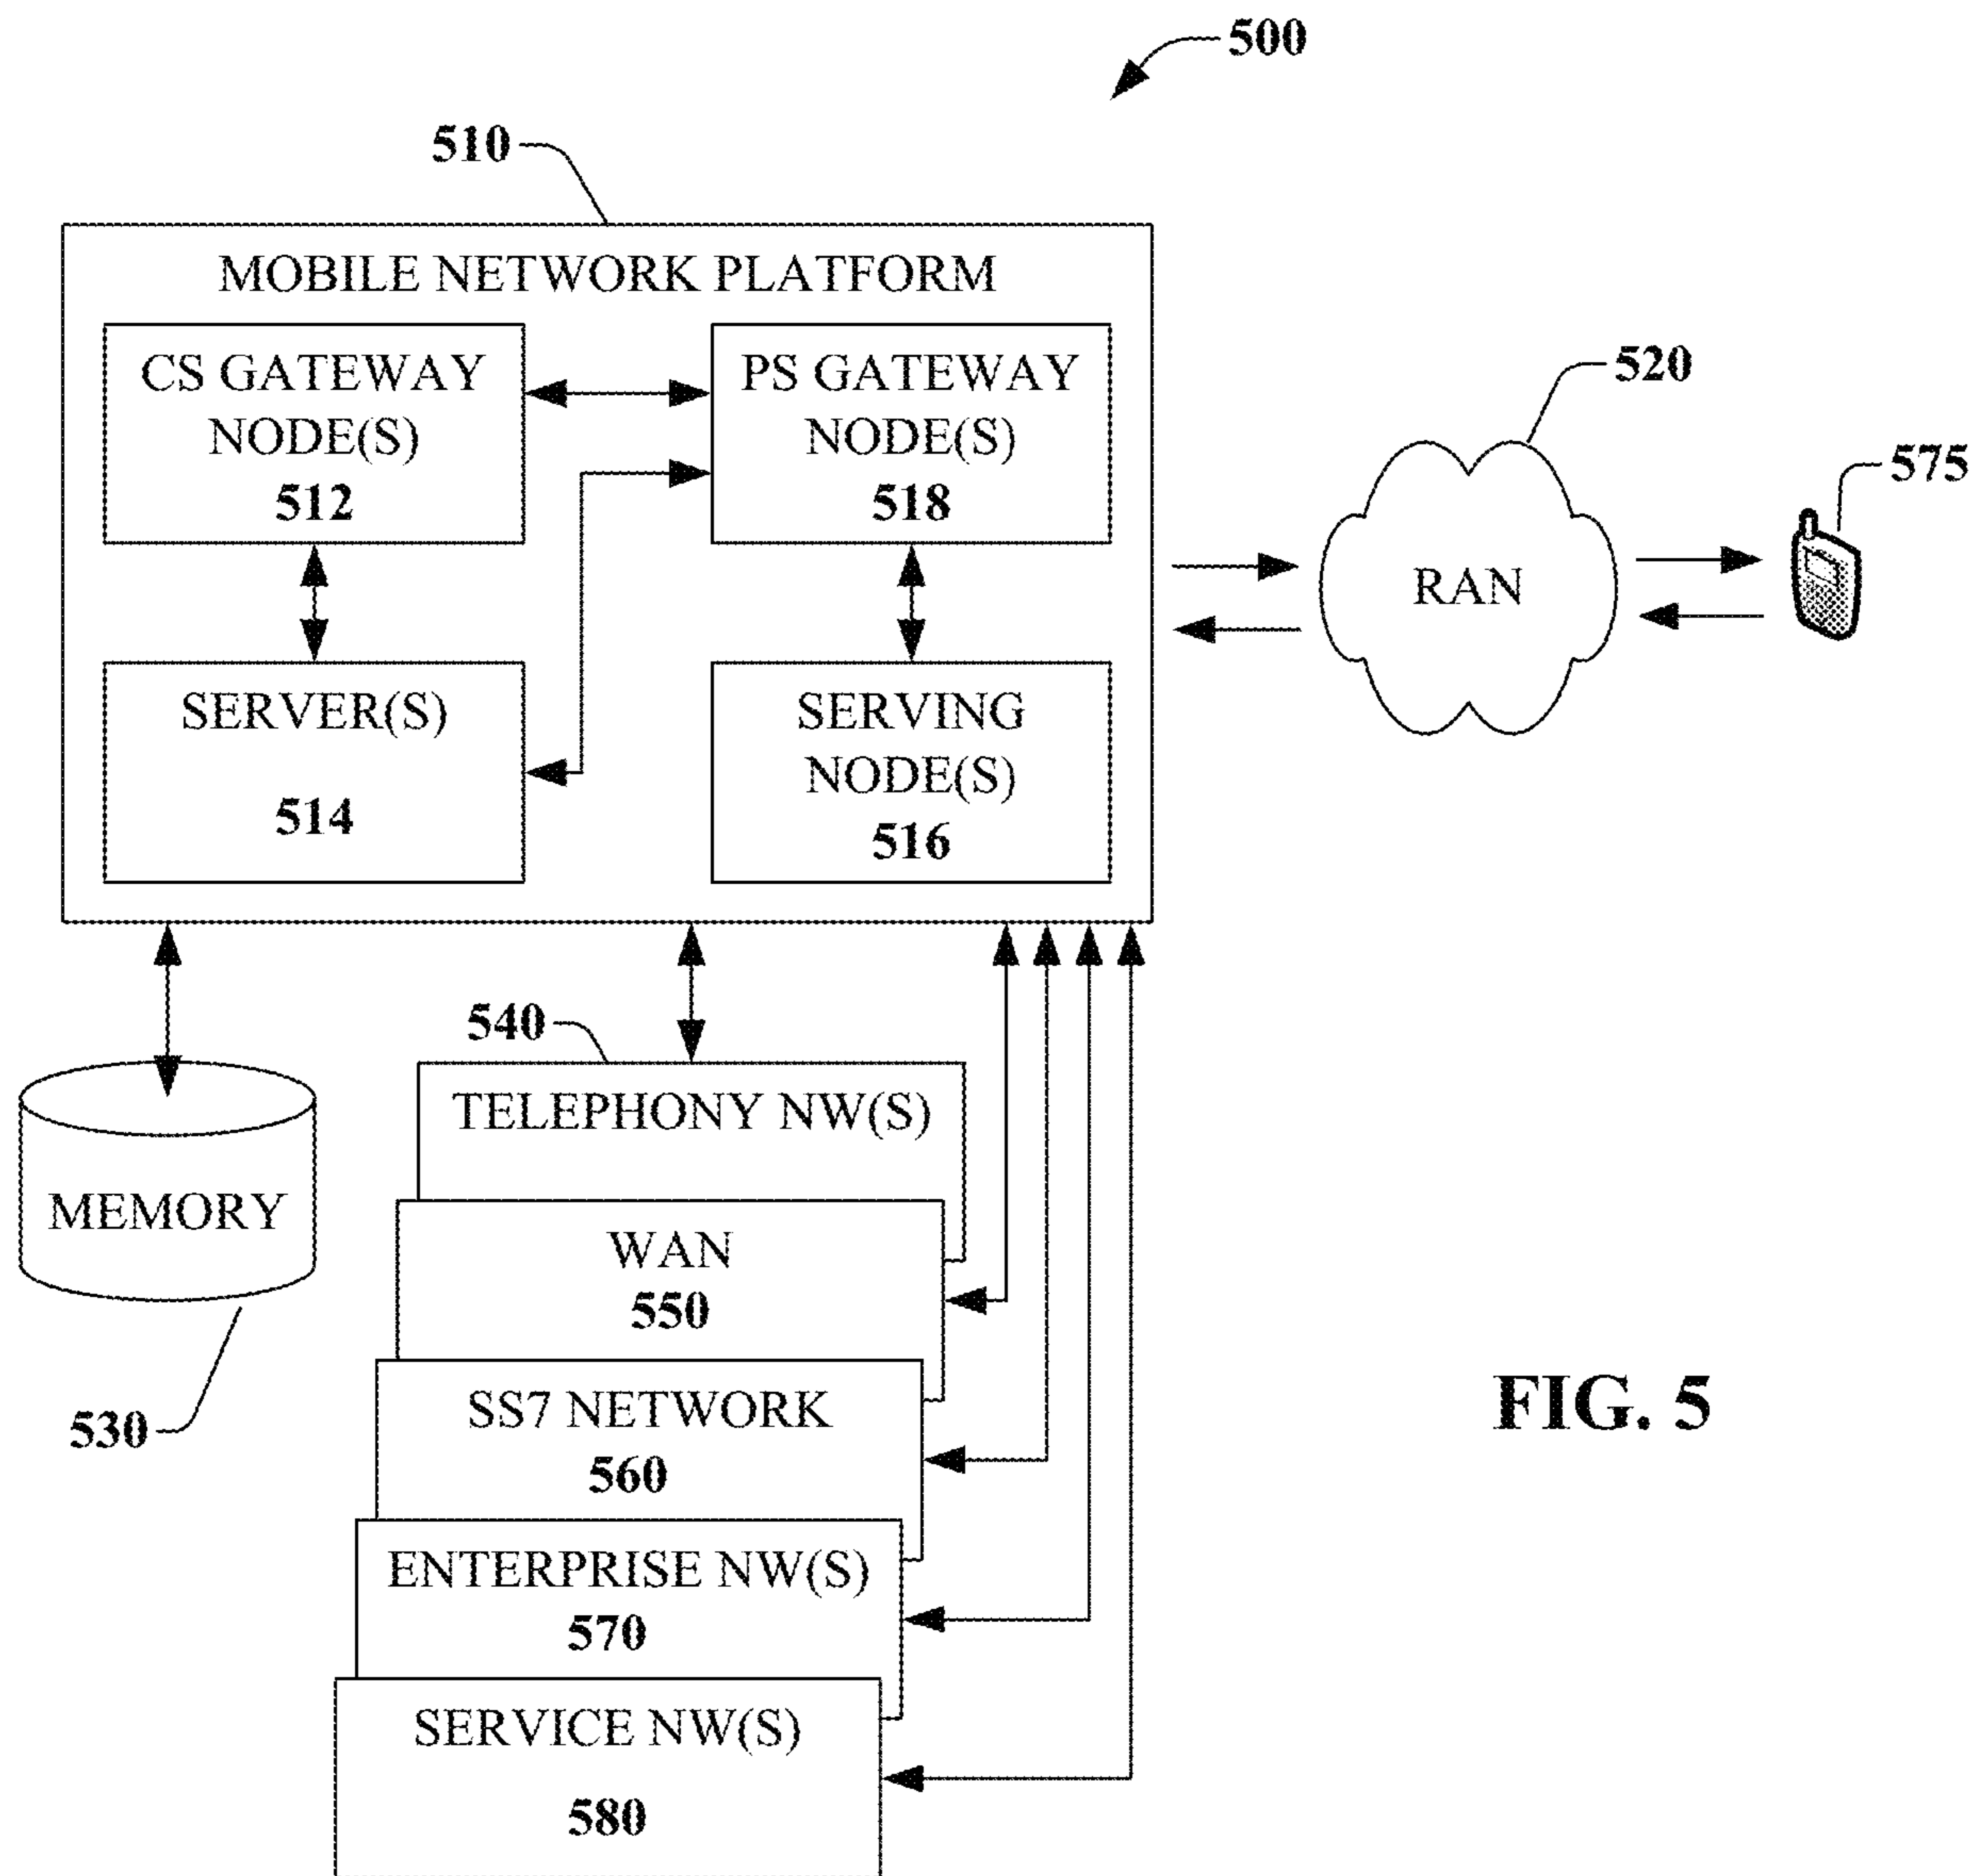 500
510
MOBILE NETWORK PLATFORM
CS GATEWAY
NODE(S)
512
PS GATEWAY
NODE(S)
518
SERVER(S)
514
SERVING
NODE(S)
516
520
RAN
575
540
TELEPHONY NW(S)
MEMORY
530
WAN
550
SS7 NETWORK
560
ENTERPRISE NW(S)
570
SERVICE NW(S)
580
FIG. 5